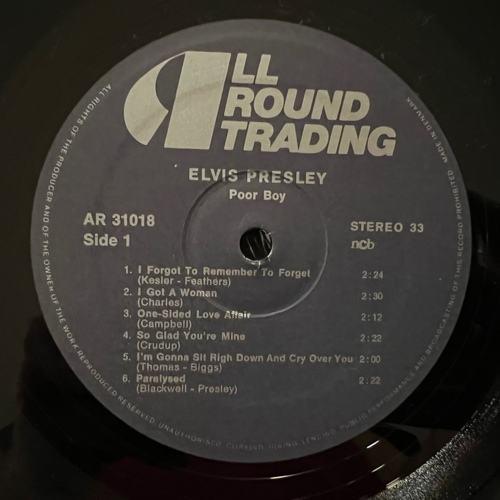 ALL
ROUND
TRADING
ELVIS PRESLEY
Poor Boy
AR 31018
Side 1
STEREO 33
ncb
1. I Forgot To Remember To Forget 2:24
(Kesler - Feathers)
2. I Got A Woman 2:30
(Charles)
3. One-Sided Love Affair 2:12
(Campbell)
4. So Glad You're Mine 2:22
(Crudup)
5. I'm Gonna Sit Righ Down And Cry Over You 2:00
(Thomas - Biggs)
6. Parelysed 2:22
(Blackwell - Presley)
ALL RIGHTS OF THE PRODUCER AND OF THE OWNER OF THE WORK REPRODUCED RESERVED. UNAUTHORISED COPYING, HIRING, LENDING, PUBLIC PERFORMANCE AND BROADCASTING OF THIS RECORD PROHIBITED. MADE IN DENMARK